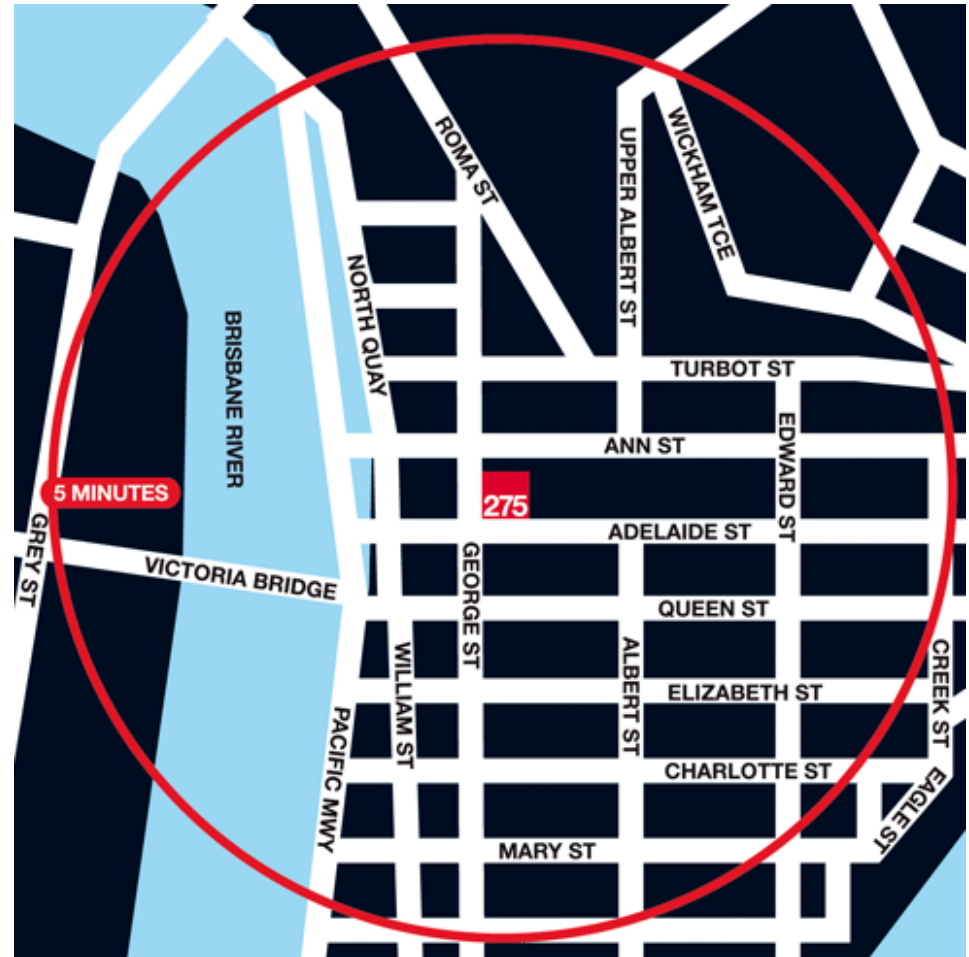 ROMA ST
UPPER ALBERT ST
WICKHAM TCE
NORTH QUAY
BRISBANE RIVER
TURBOT ST
EDWARD ST
ANN ST
5 MINUTES
275
ADELAIDE ST
GREY ST
VICTORIA BRIDGE
GEORGE ST
QUEEN ST
WILLIAM ST
ALBERT ST
CREEK ST
ELIZABETH ST
PACIFIC MWY
CHARLOTTE ST
EAGLE ST
MARY ST